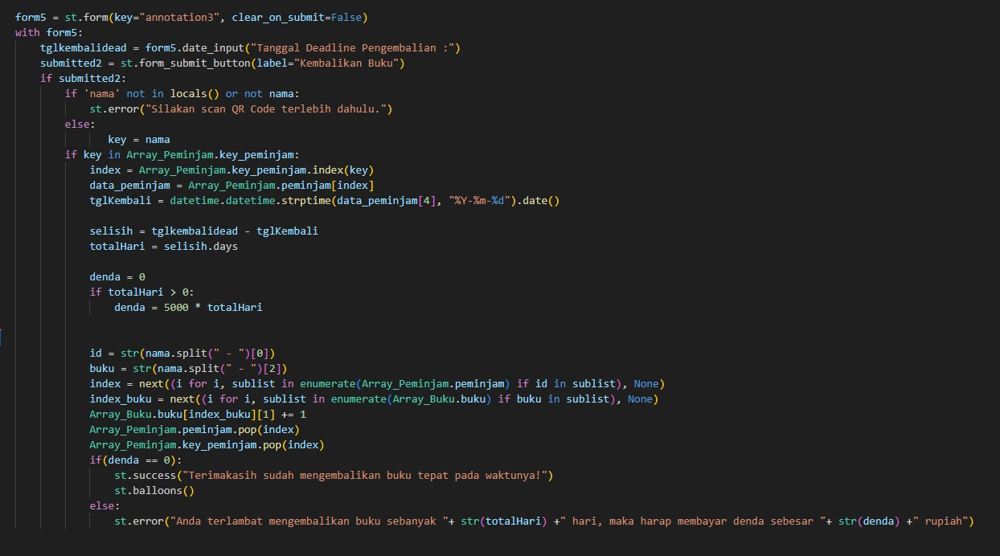 form5 = st.form(key="annotation3", clear_on_submit=False)
with form5:
    tglkembalidead = form5.date_input("Tanggal Deadline Pengembalian :")
    submitted2 = st.form_submit_button(label="Kembalikan Buku")
    if submitted2:
        if 'nama' not in locals() or not nama:
            st.error("Silakan scan QR Code terlebih dahulu.")
        else:
               key = nama
        if key in Array_Peminjam.key_peminjam:
            index = Array_Peminjam.key_peminjam.index(key)
            data_peminjam = Array_Peminjam.peminjam[index]
            tglKembali = datetime.datetime.strptime(data_peminjam[4], "%Y-%m-%d").date()

            selisih = tglkembalidead - tglKembali
            totalHari = selisih.days

            denda = 0
            if totalHari > 0:
                denda = 5000 * totalHari


            id = str(nama.split(" - ")[0])
            buku = str(nama.split(" - ")[2])
            index = next((i for i, sublist in enumerate(Array_Peminjam.peminjam) if id in sublist), None)
            index_buku = next((i for i, sublist in enumerate(Array_Buku.buku) if buku in sublist), None)
            Array_Buku.buku[index_buku][1] += 1
            Array_Peminjam.peminjam.pop(index)
            Array_Peminjam.key_peminjam.pop(index)
            if(denda == 0):
                st.success("Terimakasih sudah mengembalikan buku tepat pada waktunya!")
                st.balloons()
            else:
                st.error("Anda terlambat mengembalikan buku sebanyak "+ str(totalHari) +" hari, maka harap membayar denda sebesar "+ str(denda) +" rupiah")